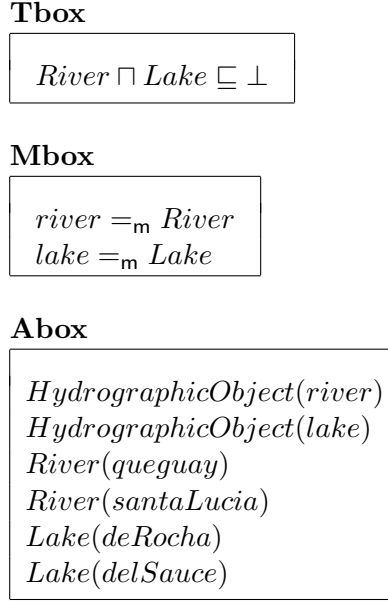 Tbox
River ⊓ Lake ⊑ ⊥
Mbox
river =ₘ River
lake =ₘ Lake
Abox
HydrographicObject(river)
HydrographicObject(lake)
River(queguay)
River(santaLucia)
Lake(deRocha)
Lake(delSauce)